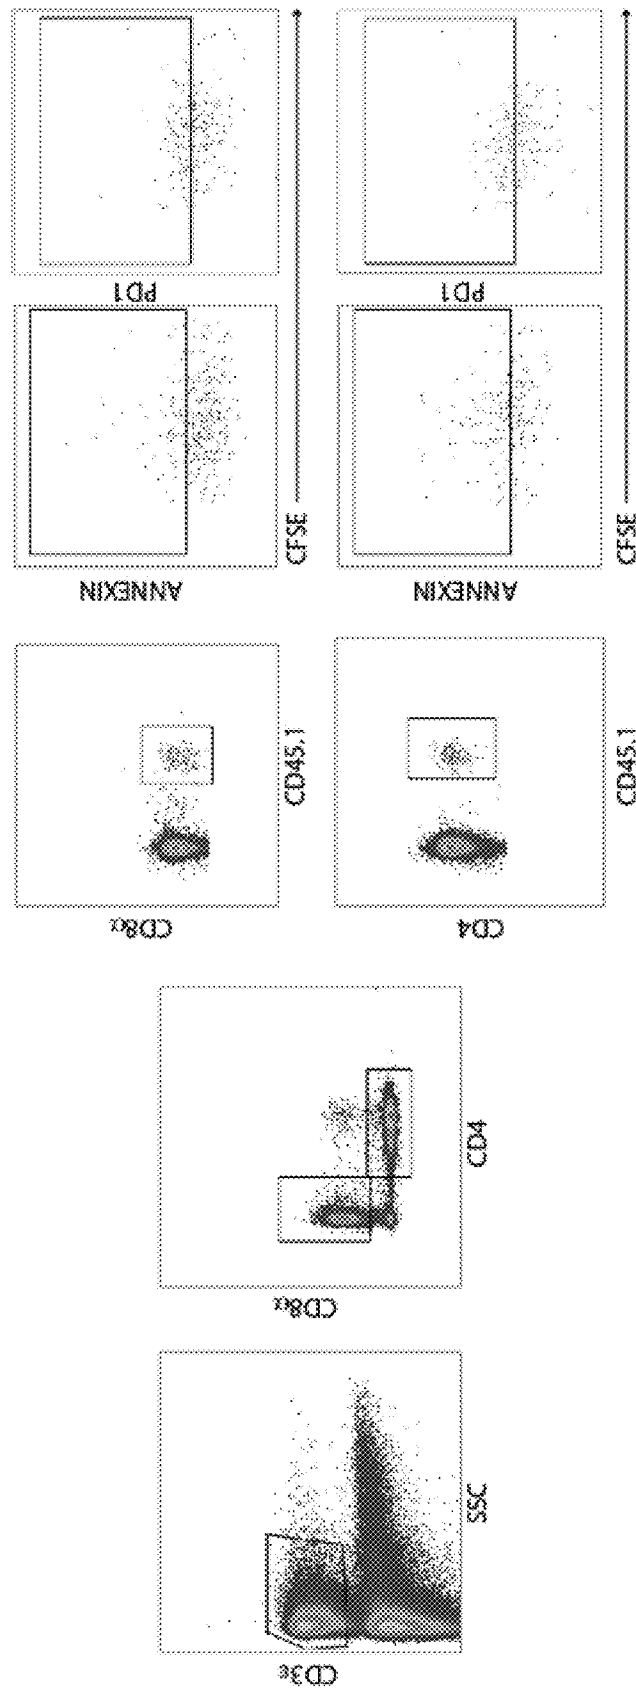 CD3ε
SSC
CD8α
CD4
CD8α
CD45.1
CD4
CD45.1
ANNEXIN
PD1
CFSE
ANNEXIN
PD1
CFSE